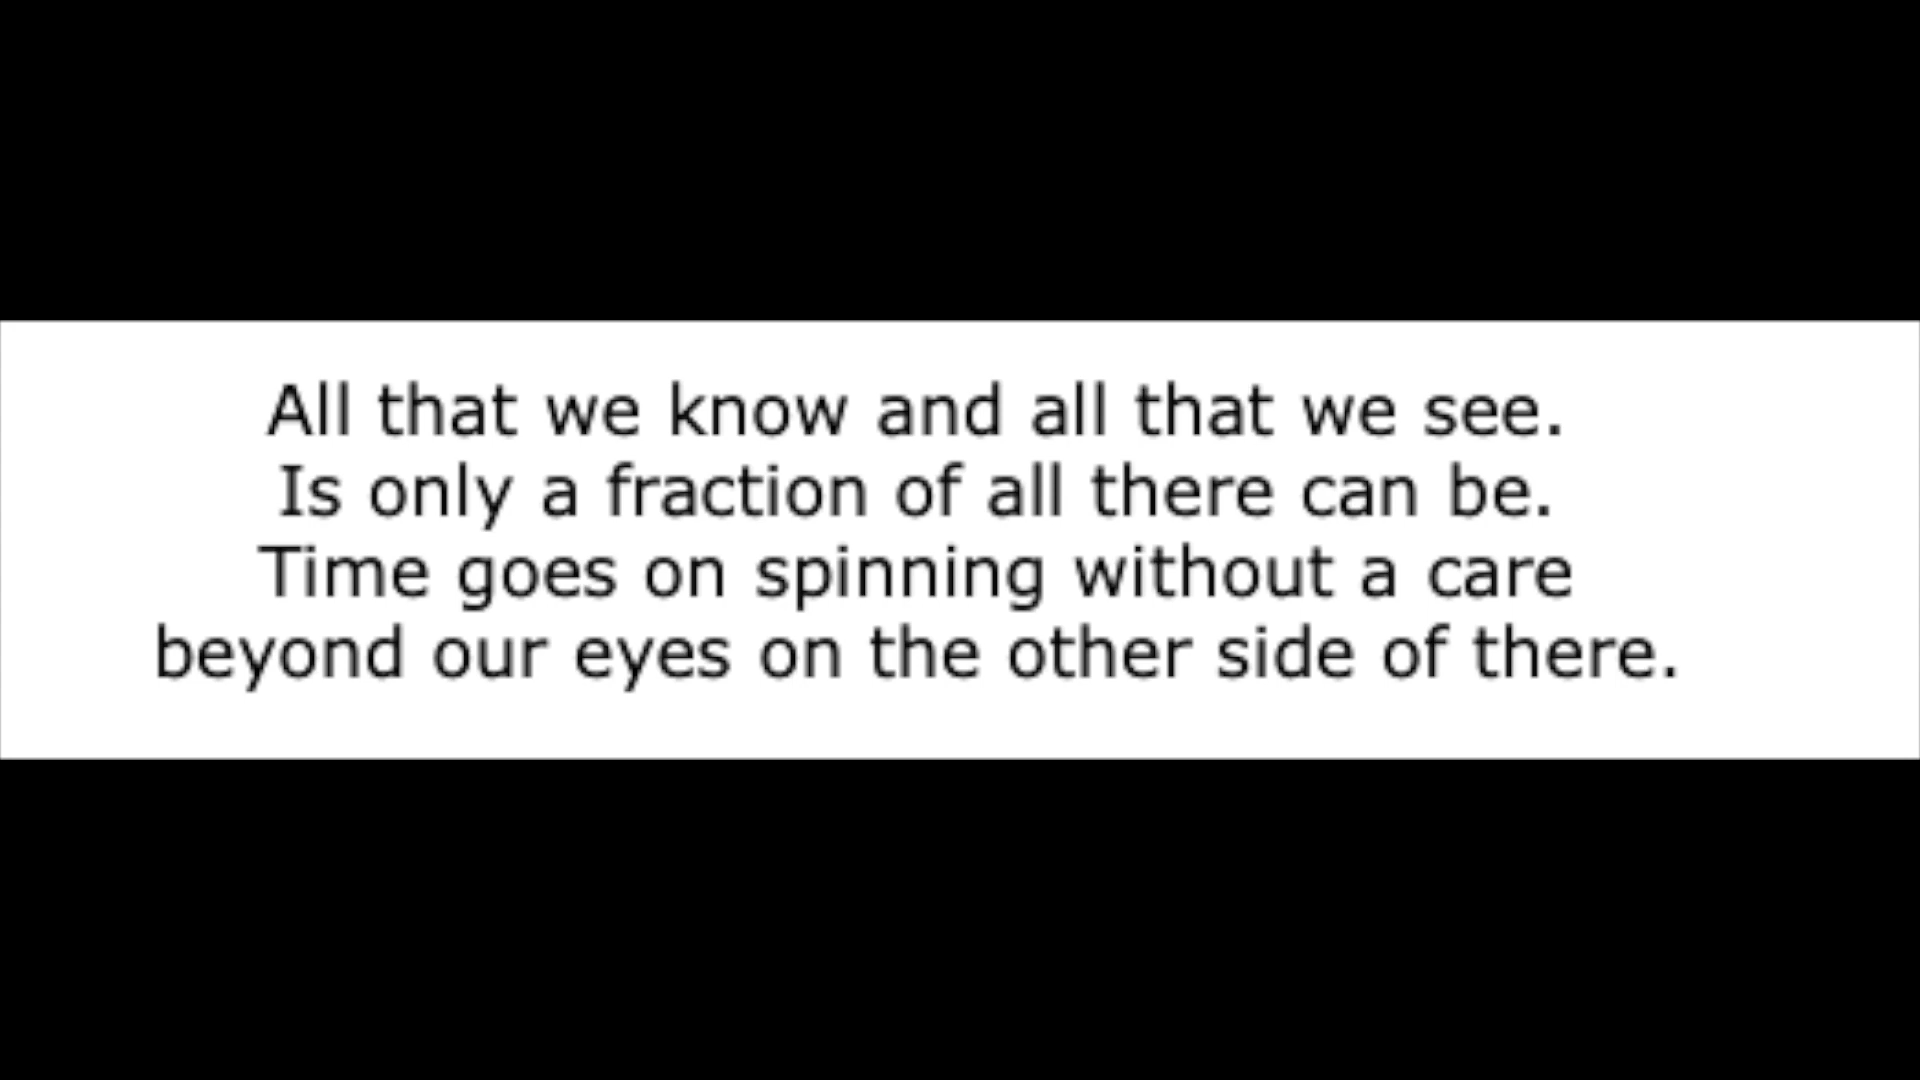 All that we know and all that we see.
Is only a fraction of all there can be.
Time goes on spinning without a care
beyond our eyes on the other side of there.